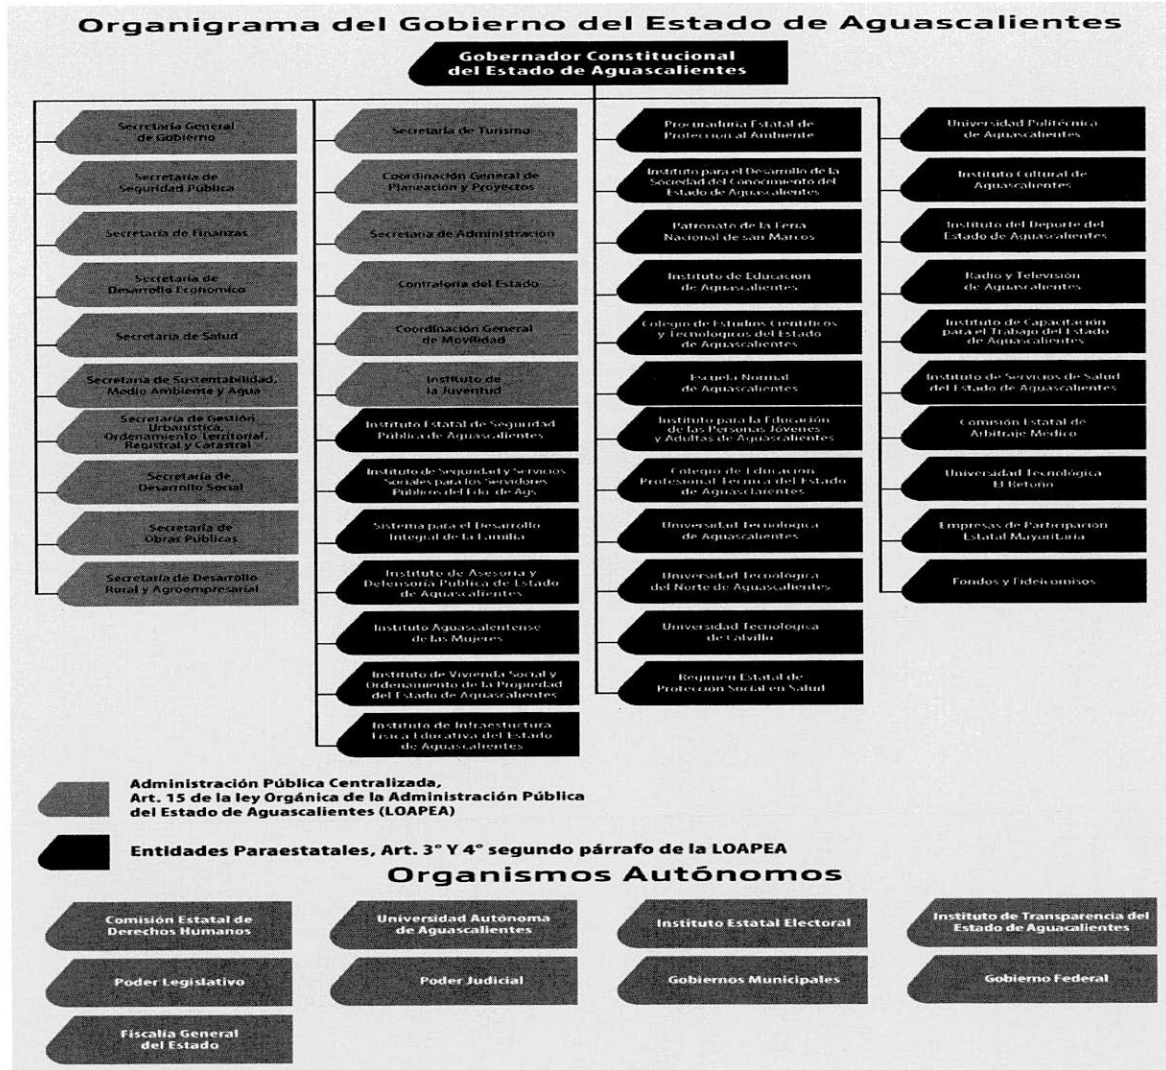 Organigrama del Gobierno del Estado de Aguascalientes
Gobernador Constitucional
del Estado de Aguascalientes
Secretaría General
de Gobierno
Secretaría de
Seguridad Pública
Secretaría de Finanzas
Secretaría de
Desarrollo Económico
Secretaría de Salud
Secretaría de Sustentabilidad,
Medio Ambiente y Agua
Secretaría de Gestión
Urbanística,
Ordenamiento Territorial,
Registral y Catastral
Secretaría de
Desarrollo Social
Secretaría de
Obras Públicas
Secretaría de Desarrollo
Rural y Agroempresarial
Secretaría de Turismo
Coordinación General de
Planeación y Proyectos
Secretaría de Administración
Contraloría del Estado
Coordinación General
de Movilidad
Instituto de
la Juventud
Instituto Estatal de Seguridad
Pública de Aguascalientes
Instituto de Seguridad y Servicios
Sociales para los Servidores
Públicos del Edo. de Ags.
Sistema para el Desarrollo
Integral de la Familia
Instituto de Asesoría y
Defensoría Pública de Estado
de Aguascalientes
Instituto Aguascalentense
de las Mujeres
Instituto de Vivienda Social y
Ordenamiento de la Propiedad
del Estado de Aguascalientes
Instituto de Infraestuctura
Física Educativa del Estado
de Aguascalientes
Procuraduría Estatal de
Protección al Ambiente
Instituto para el Desarrollo de la
Sociedad del Conocimiento del
Estado de Aguascalientes
Patronato de la Feria
Nacional de san Marcos
Instituto de Educación
de Aguascalientes
Colegio de Estudios Científicos
y Tecnológicos del Estado
de Aguascalientes
Escuela Normal
de Aguascalientes
Instituto para la Educación
de las Personas Jóvenes
y Adultas de Aguascalientes
Colegio de Educación
Profesional Técnica del Estado
de Aguasclaientes
Universidad Tecnológica
de Aguascalientes
Universidad Tecnológica
del Norte de Aguascalientes
Universidad Tecnológica
de Calvillo
Régimen Estatal de
Protección Social en Salud
Universidad Politécnica
de Aguascalientes
Instituto Cultural de
Aguascalientes
Instituto del Deporte del
Estado de Aguascalientes
Radio y Televisión
de Aguascalientes
Instituto de Capacitación
para el Trabajo del Estado
de Aguascalientes
Instituto de Servicios de Salud
del Estado de Aguascalientes
Comisión Estatal de
Arbitraje Médico
Universidad Tecnológica
El Retoño
Empresas de Participación
Estatal Mayoritaria
Fondos y Fideicomisos
Administración Pública Centralizada,
Art. 15 de la ley Orgánica de la Administración Pública
del Estado de Aguascalientes (LOAPEA)
Entidades Paraestatales, Art. 3° Y 4° segundo párrafo de la LOAPEA
Organismos Autónomos
Comisión Estatal de
Derechos Humanos
Universidad Autónoma
de Aguascalientes
Instituto Estatal Electoral
Instituto de Transparencia del
Estado de Aguacalientes
Poder Legislativo
Poder Judicial
Gobiernos Municipales
Gobierno Federal
Fiscalía General
del Estado